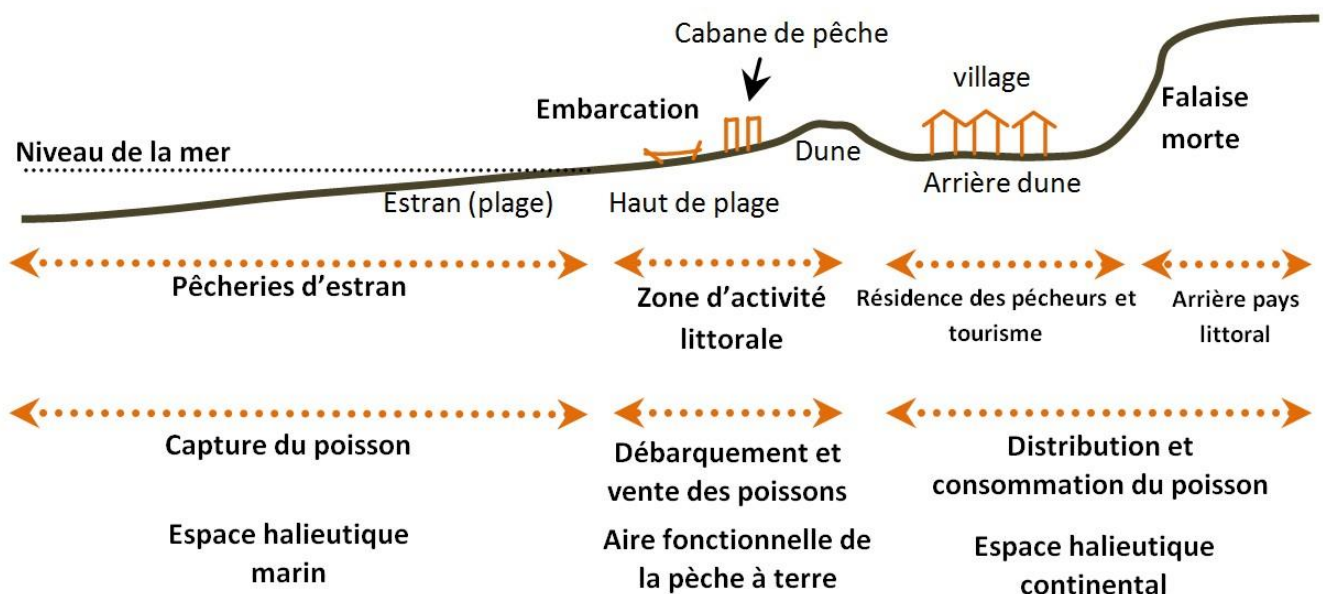 Cabane de pêche
Embarcation
village
Falaise
morte
Niveau de la mer
Dune
Estran (plage)
Haut de plage
Arrière dune
Pêcheries d’estran
Zone d’activité
littorale
Résidence des pécheurs et
tourisme
Arrière pays
littoral
Capture du poisson
Débarquement et
vente des poissons
Distribution et
consommation du poisson
Espace halieutique
marin
Aire fonctionnelle de
la pèche à terre
Espace halieutique
continental